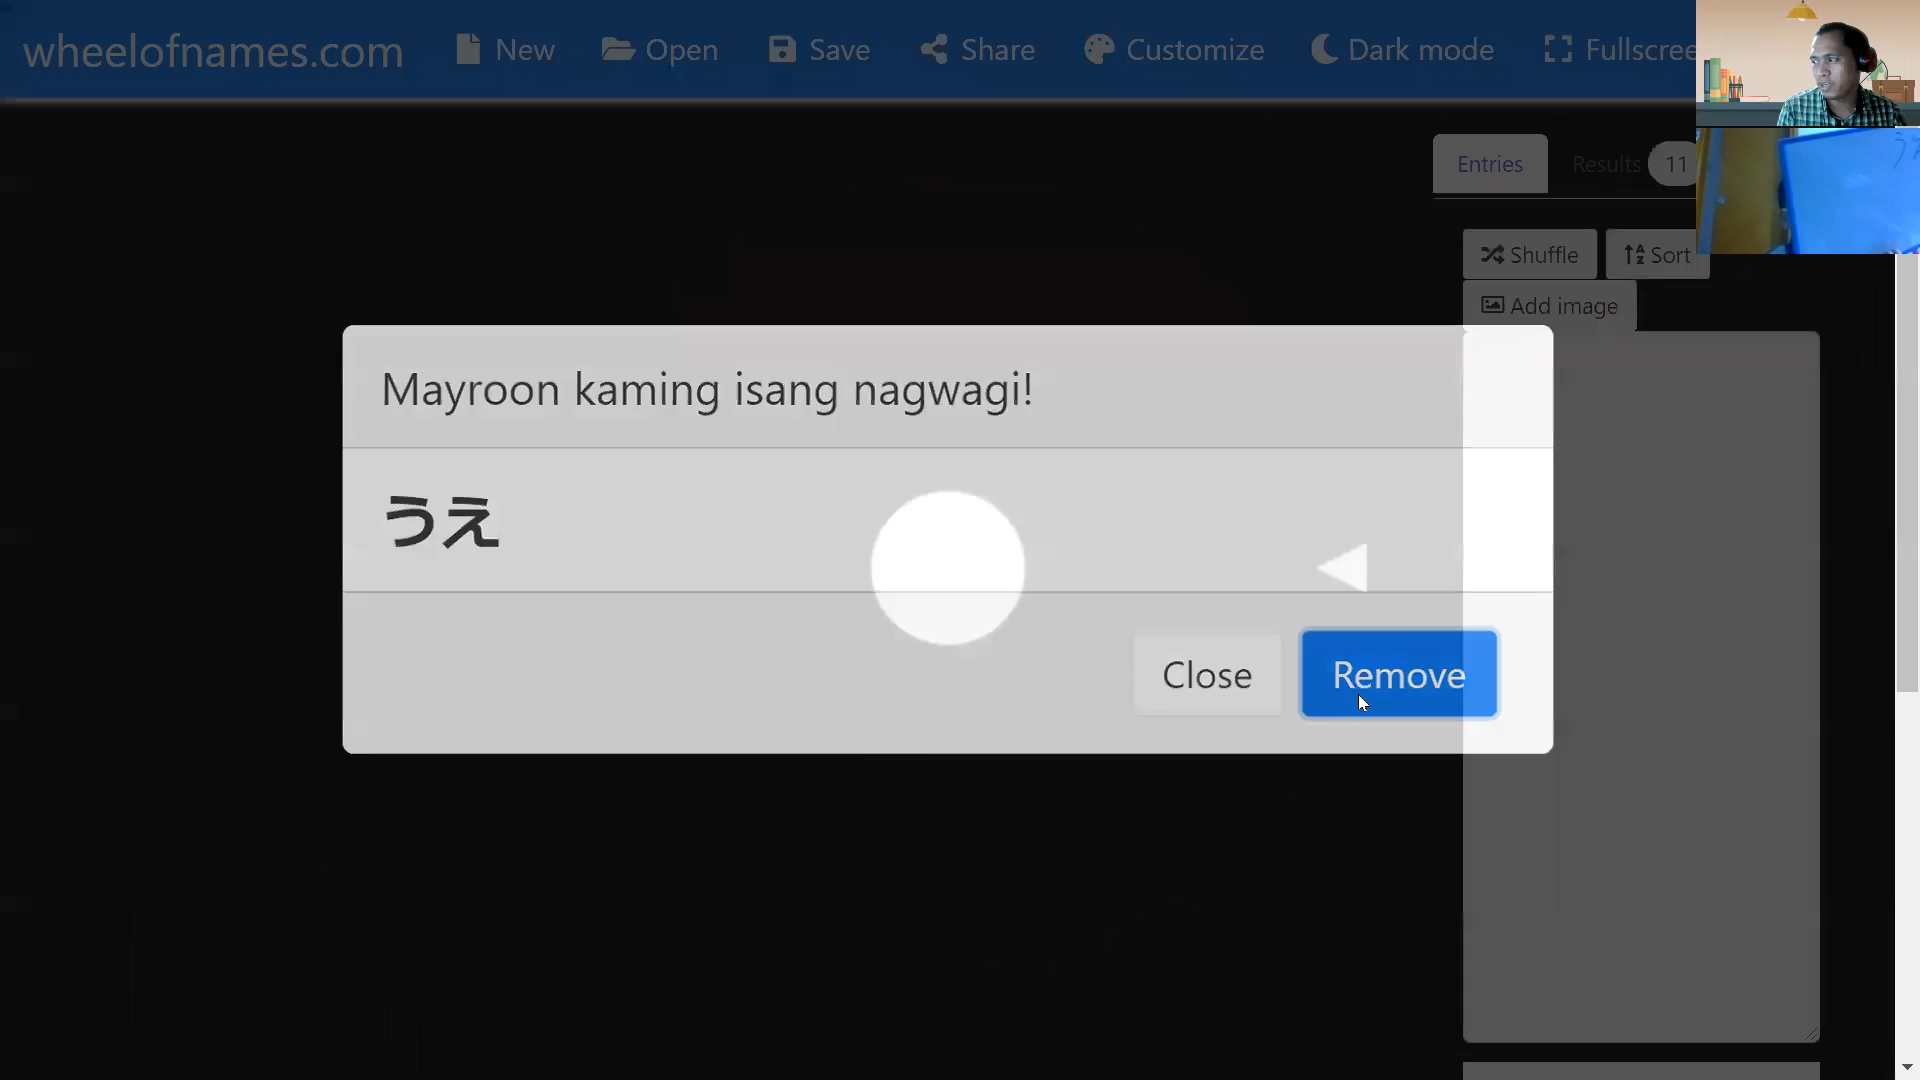 wheelofnames.com New Open Save Share Customize Dark mode Fullscree
Entries Results 11
Shuffle Sort
Add image
Mayroon kaming isang nagwagi!
うえ
Close Remove